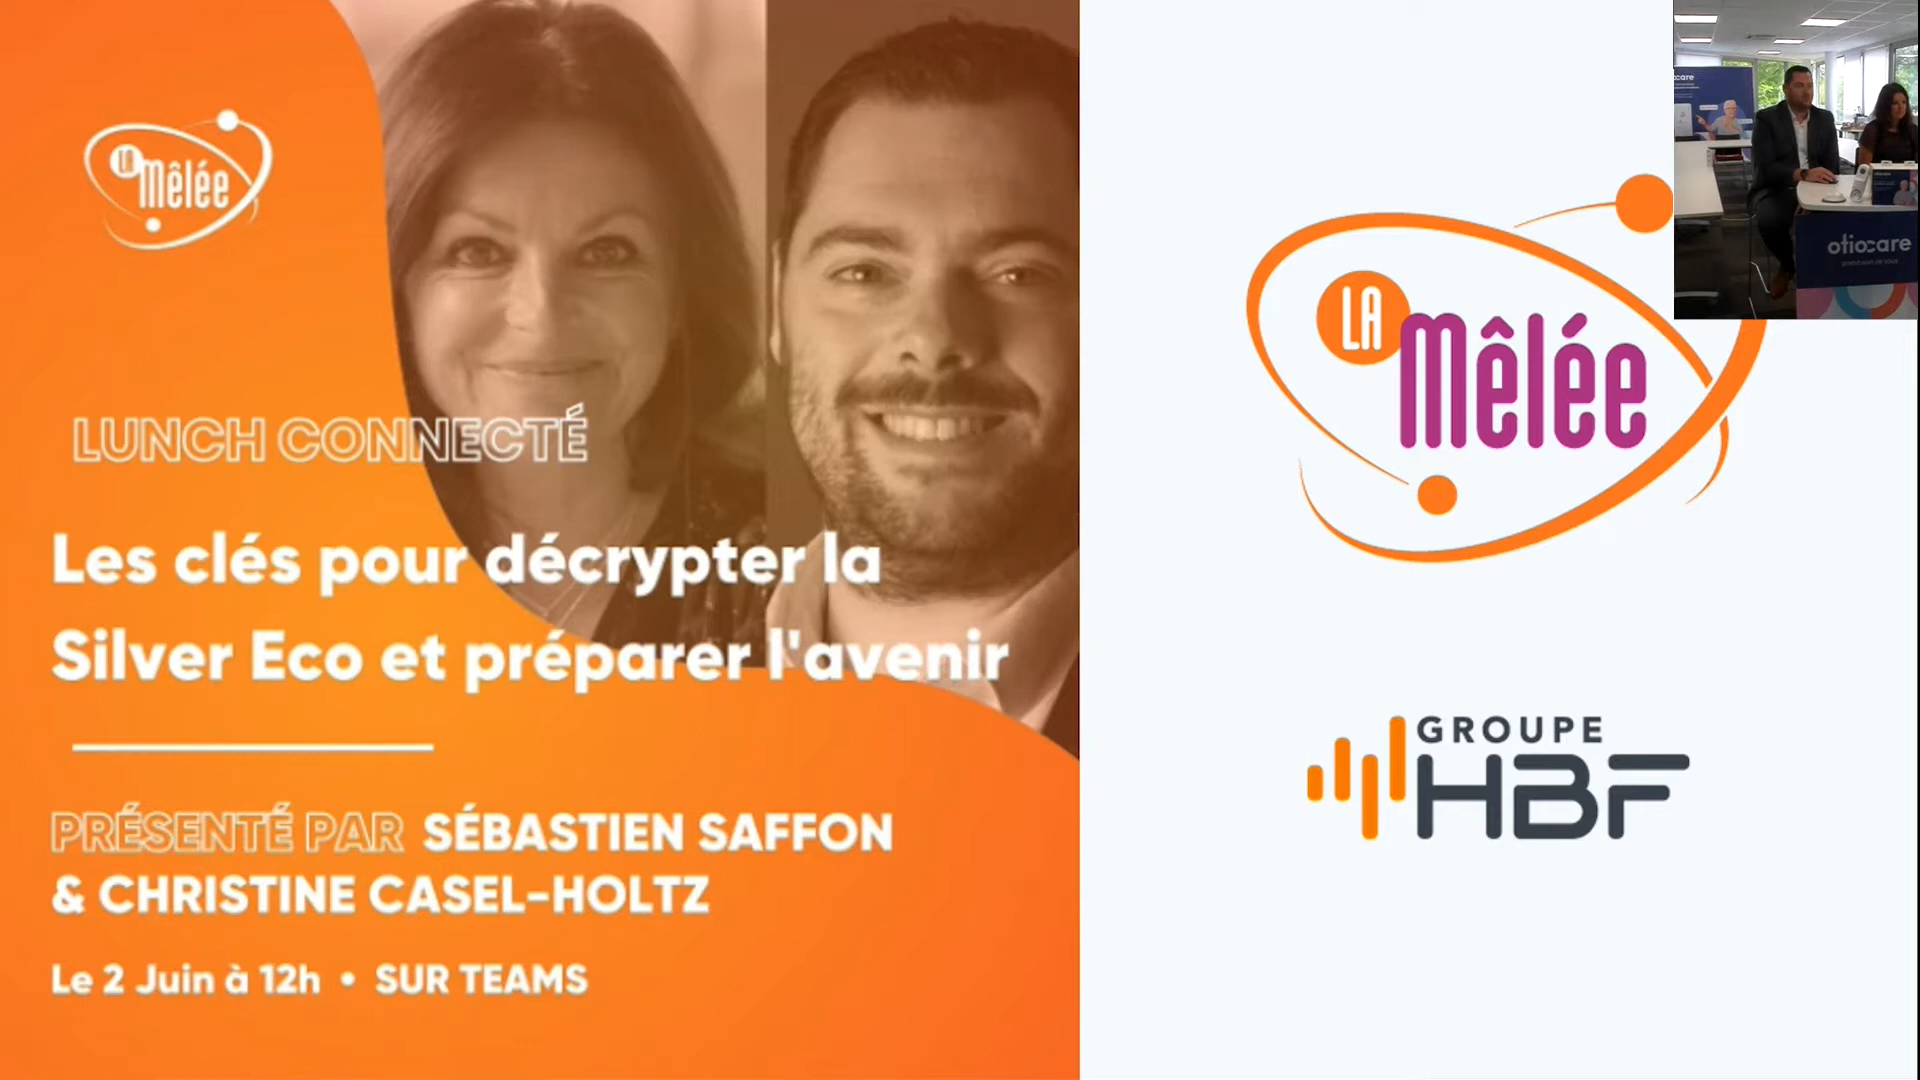 LA
Mêlée
LUNCH CONNECTÉ
Les clés pour décrypter la
Silver Eco et préparer l'avenir
PRÉSENTÉ PAR SÉBASTIEN SAFFON
& CHRISTINE CASEL-HOLTZ
Le 2 Juin à 12h • SUR TEAMS
LA
Mêlée
GROUPE
HBF
otiocare